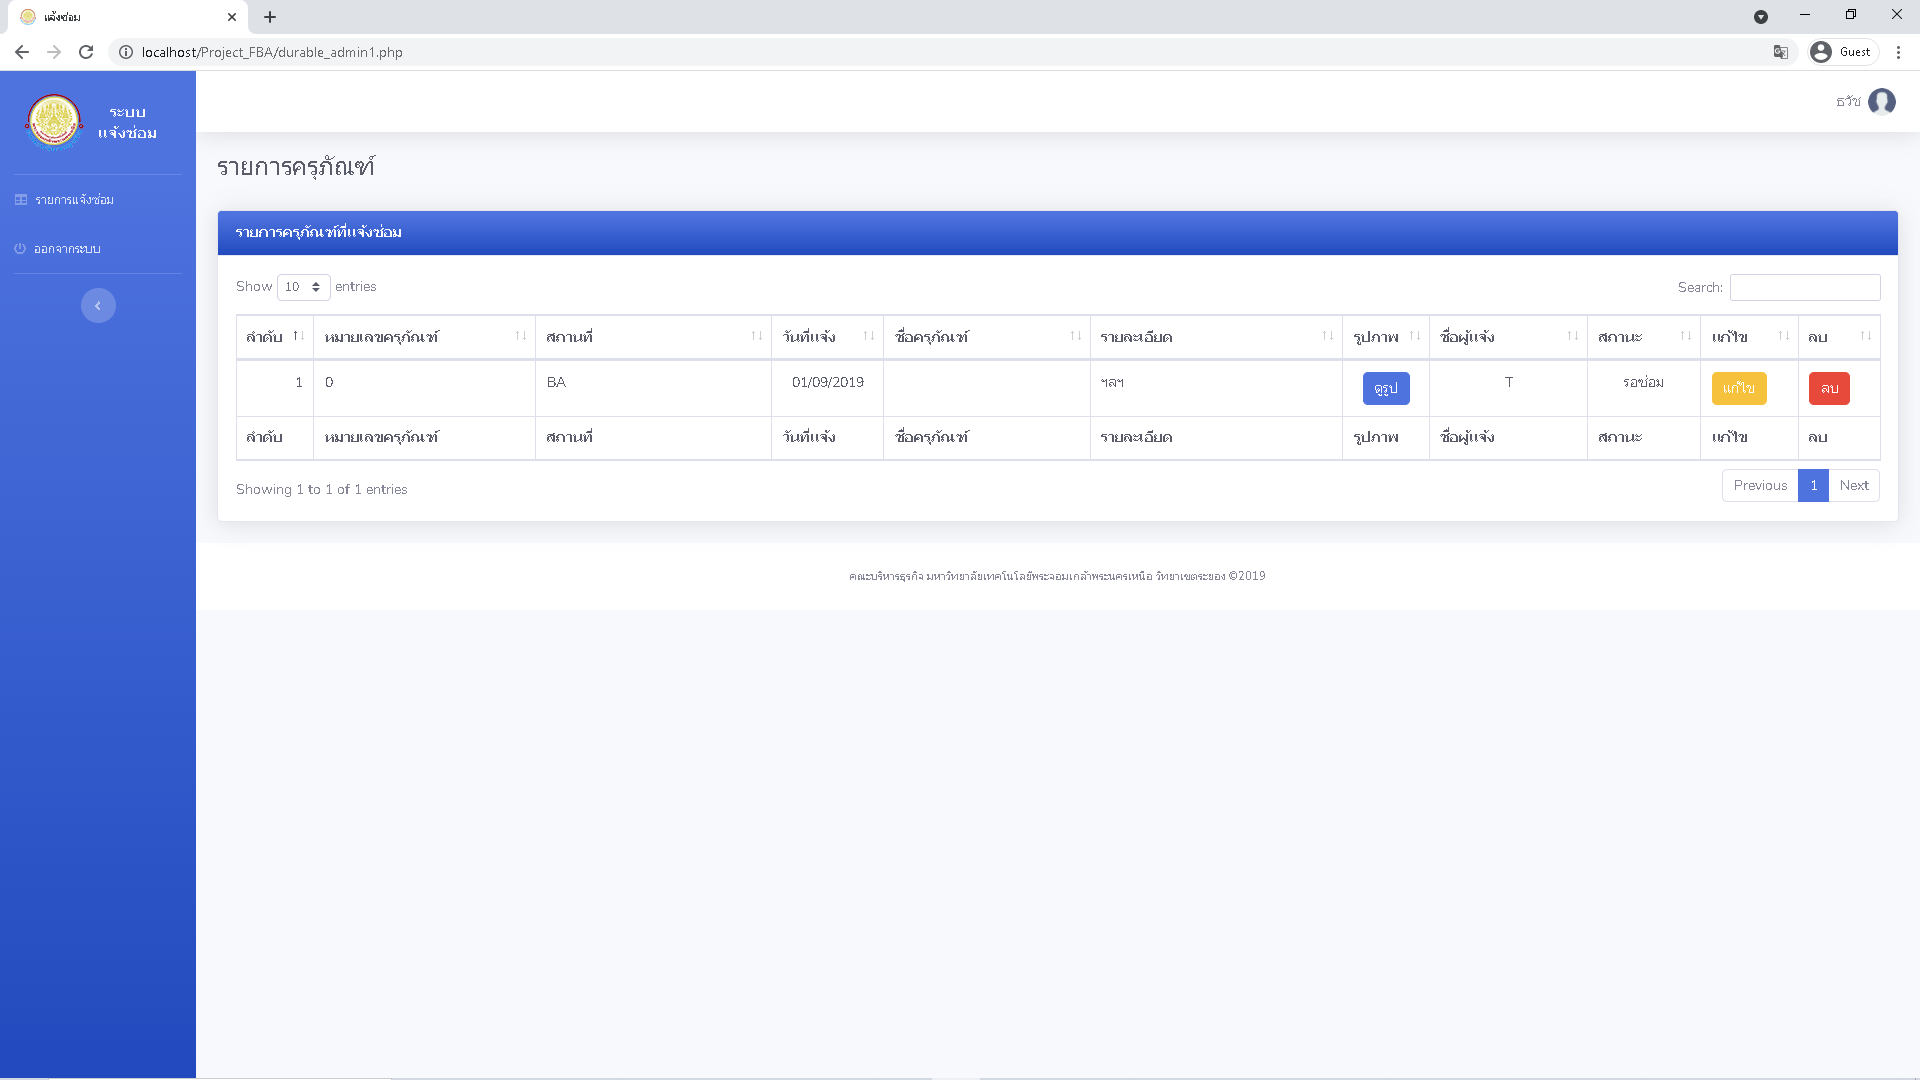 แจ้งซ่อม
localhost/Project_FBA/durable_admin1.php
Guest
ระบบ
แจ้งซ่อม
ธวัช
รายการแจ้งซ่อม
ออกจากระบบ
รายการครุภัณฑ์
รายการครุภัณฑ์ที่แจ้งซ่อม
Show 10 entries
Search:
ลำดับ หมายเลขครุภัณฑ์ สถานที่ วันที่แจ้ง ชื่อครุภัณฑ์ รายละเอียด รูปภาพ ชื่อผู้แจ้ง สถานะ แก้ไข ลบ
1 0 BA 01/09/2019 ฯลฯ ดูรูป T รอซ่อม แก้ไข ลบ
ลำดับ หมายเลขครุภัณฑ์ สถานที่ วันที่แจ้ง ชื่อครุภัณฑ์ รายละเอียด รูปภาพ ชื่อผู้แจ้ง สถานะ แก้ไข ลบ
Showing 1 to 1 of 1 entries
Previous 1 Next
คณะบริหารธุรกิจ มหาวิทยาลัยเทคโนโลยีพระจอมเกล้าพระนครเหนือ วิทยาเขตระยอง ©2019